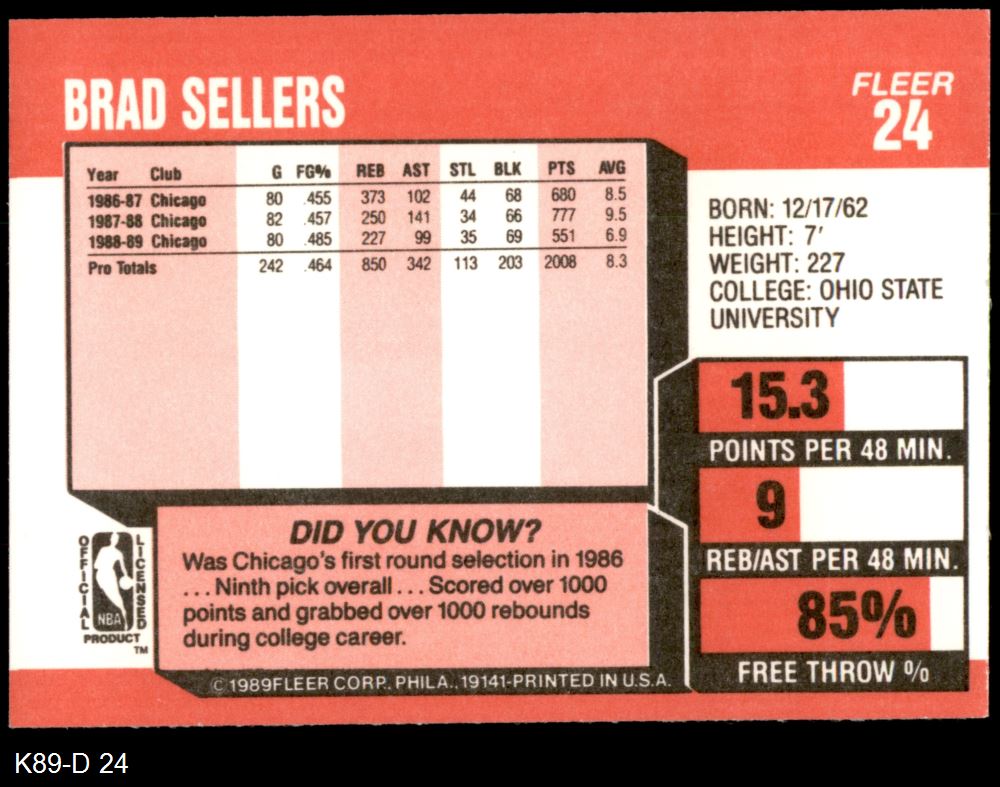 BRAD SELLERS
FLEER
24
Year Club G FG% REB AST STL BLK PTS AVG
1986-87 Chicago 80 .455 373 102 44 68 680 8.5
1987-88 Chicago 82 .457 250 141 34 66 777 9.5
1988-89 Chicago 80 .485 227 99 35 69 551 6.9
Pro Totals 242 .464 850 342 113 203 2008 8.3
BORN: 12/17/62
HEIGHT: 7'
WEIGHT: 227
COLLEGE: OHIO STATE
UNIVERSITY
15.3
POINTS PER 48 MIN.
9
REB/AST PER 48 MIN.
85%
FREE THROW %
DID YOU KNOW?
Was Chicago's first round selection in 1986
...Ninth pick overall...Scored over 1000
points and grabbed over 1000 rebounds
during college career.
OFFICIAL
NBA
LICENSED
PRODUCT
TM
© 1989 FLEER CORP. PHILA., 19141-PRINTED IN U.S.A.
K89-D 24